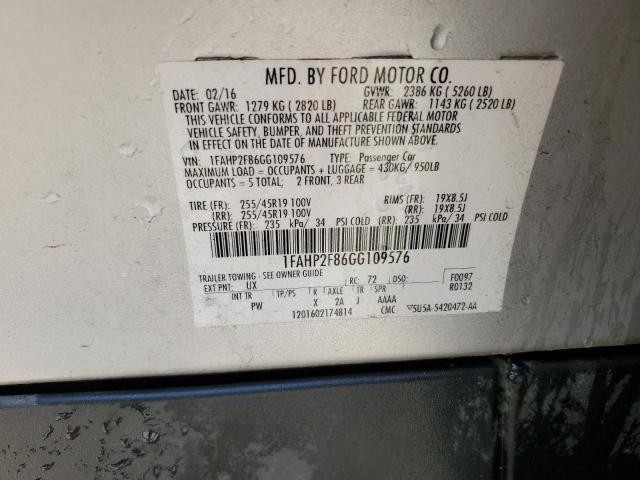 MFD. BY FORD MOTOR CO.
DATE: 02/16 GVWR: 2386 KG (5260 LB)
FRONT GAWR: 1279 KG (2820 LB) REAR GAWR: 1143 KG (2520 LB)
THIS VEHICLE CONFORMS TO ALL APPLICABLE FEDERAL MOTOR
VEHICLE SAFETY, BUMPER, AND THEFT PREVENTION STANDARDS
IN EFFECT ON THE DATE OF MANUFACTURE SHOWN ABOVE.
VIN: 1FAHP2F86GG109576 TYPE: Passenger Car
MAXIMUM LOAD = OCCUPANTS + LUGGAGE = 430KG/ 950LB
OCCUPANTS = 5 TOTAL; 2 FRONT, 3 REAR
TIRE (FR): 255/45R19 100V RIMS (FR): 19X8.5J
(RR): 255/45R19 100V (RR): 19X8.5J
PRESSURE (FR): 235 kPa/ 34 PSI COLD (RR): 235 kPa/ 34 PSI COLD
1FAHP2F86GG109576
TRAILER TOWING - SEE OWNER GUIDE
EXT PNT: UX RC: 72 DSO: F0097
INT TR TP/PS R AXLE TR SPR R0132
PW X 2A J AAAA
1201602174814 CMC ▽5U5A-5420472-AA